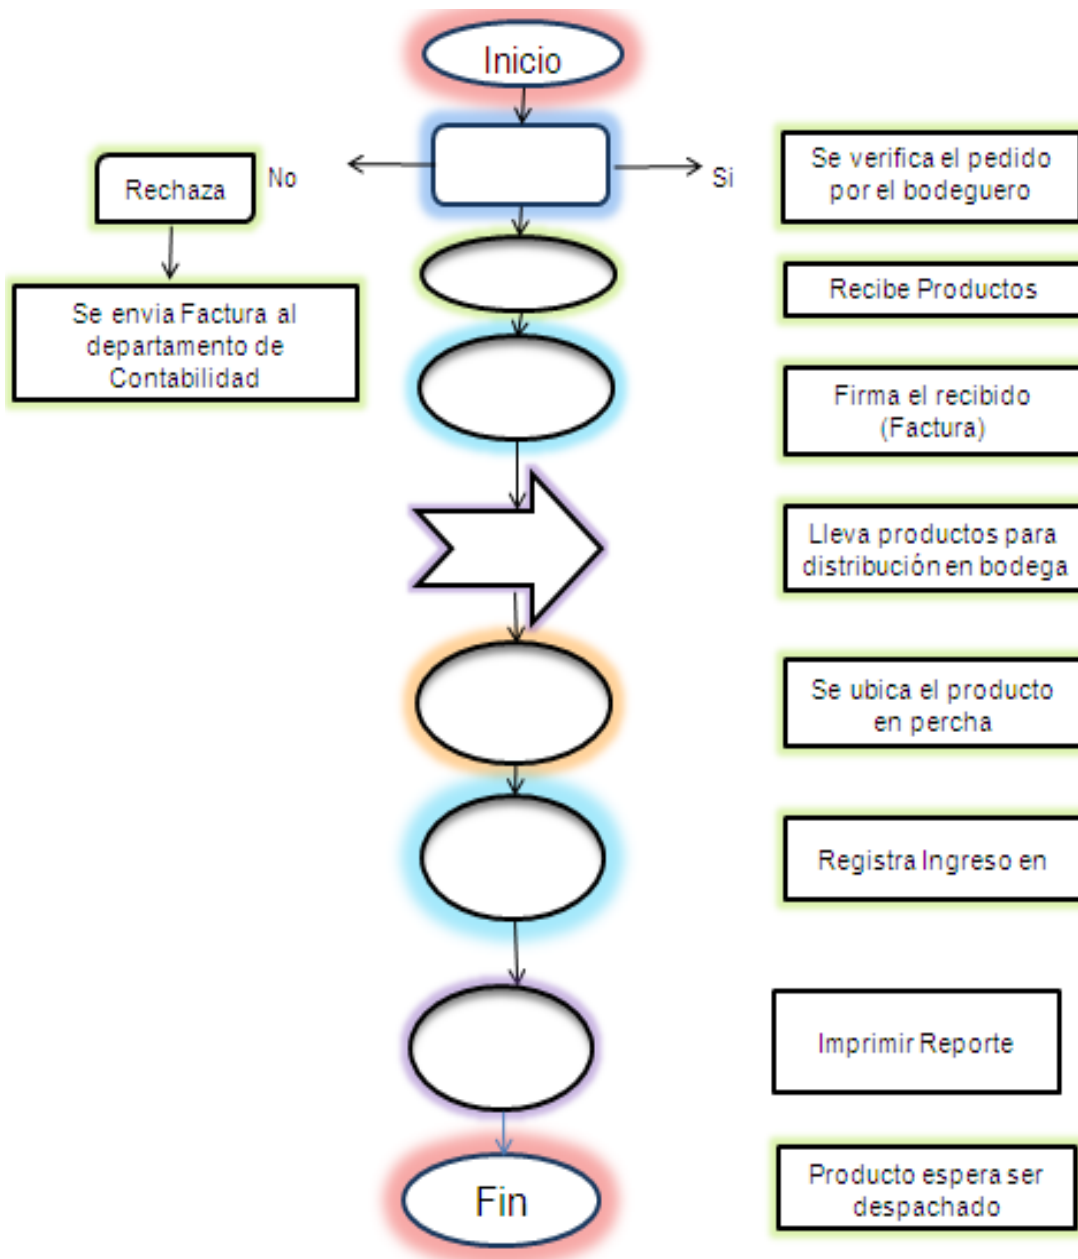 Inicio
Rechaza
No
Si
Se verifica el pedido
por el bodeguero
Recibe Productos
Se envia Factura al
departamento de
Contabilidad
Firma el recibido
(Factura)
Lleva productos para
distribución en bodega
Se ubica el producto
en percha
Registra Ingreso en
Imprimir Reporte
Producto espera ser
despachado
Fin